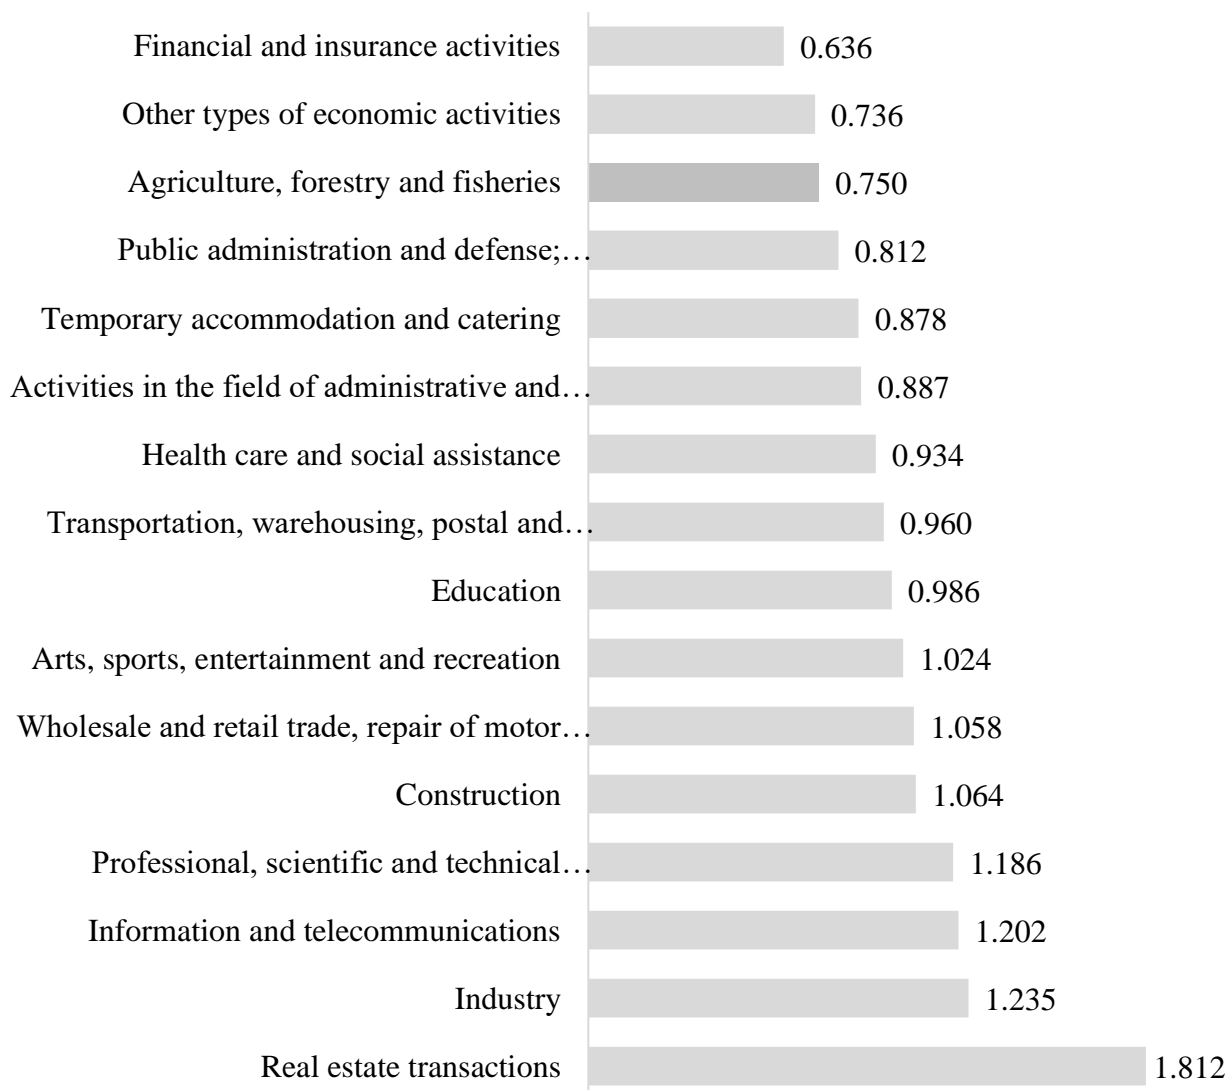 Financial and insurance activities 0.636
Other types of economic activities 0.736
Agriculture, forestry and fisheries 0.750
Public administration and defense;… 0.812
Temporary accommodation and catering 0.878
Activities in the field of administrative and… 0.887
Health care and social assistance 0.934
Transportation, warehousing, postal and… 0.960
Education 0.986
Arts, sports, entertainment and recreation 1.024
Wholesale and retail trade, repair of motor… 1.058
Construction 1.064
Professional, scientific and technical… 1.186
Information and telecommunications 1.202
Industry 1.235
Real estate transactions 1.812